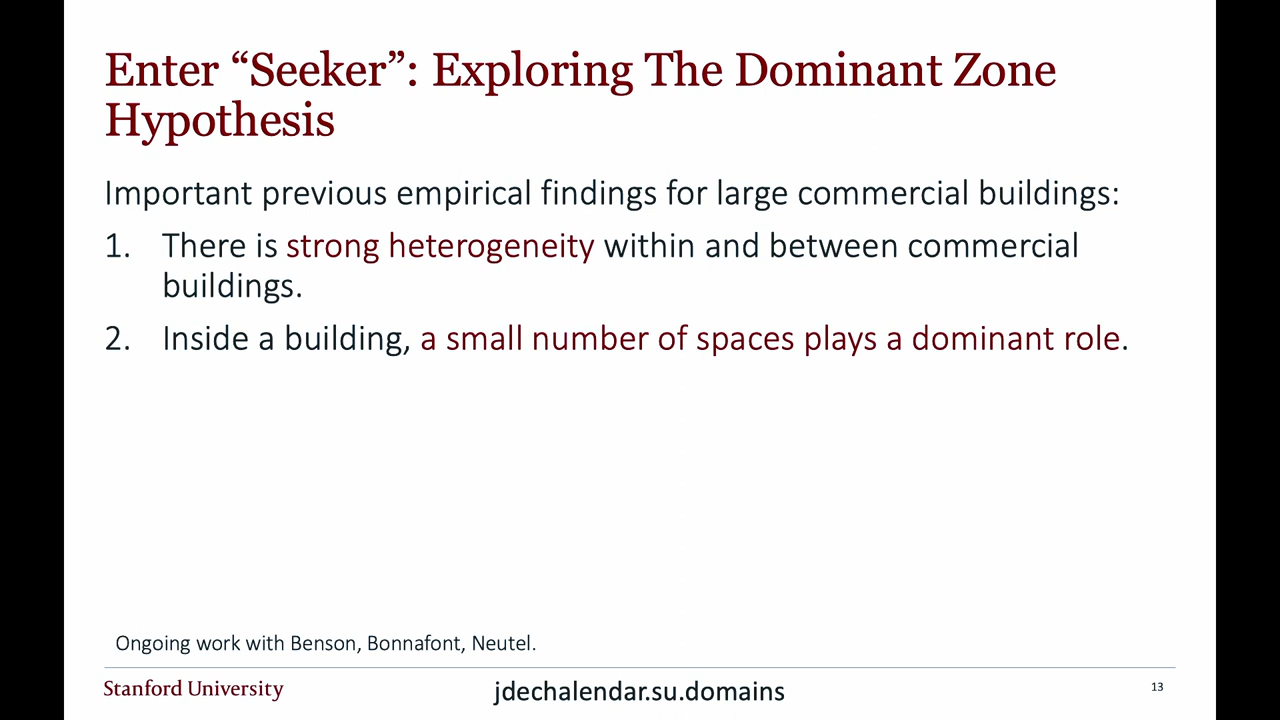 Enter “Seeker”: Exploring The Dominant Zone
Hypothesis
Important previous empirical findings for large commercial buildings:
1. There is strong heterogeneity within and between commercial
buildings.
2. Inside a building, a small number of spaces plays a dominant role.
Ongoing work with Benson, Bonnafont, Neutel.
Stanford University
jdechalendar.su.domains
13